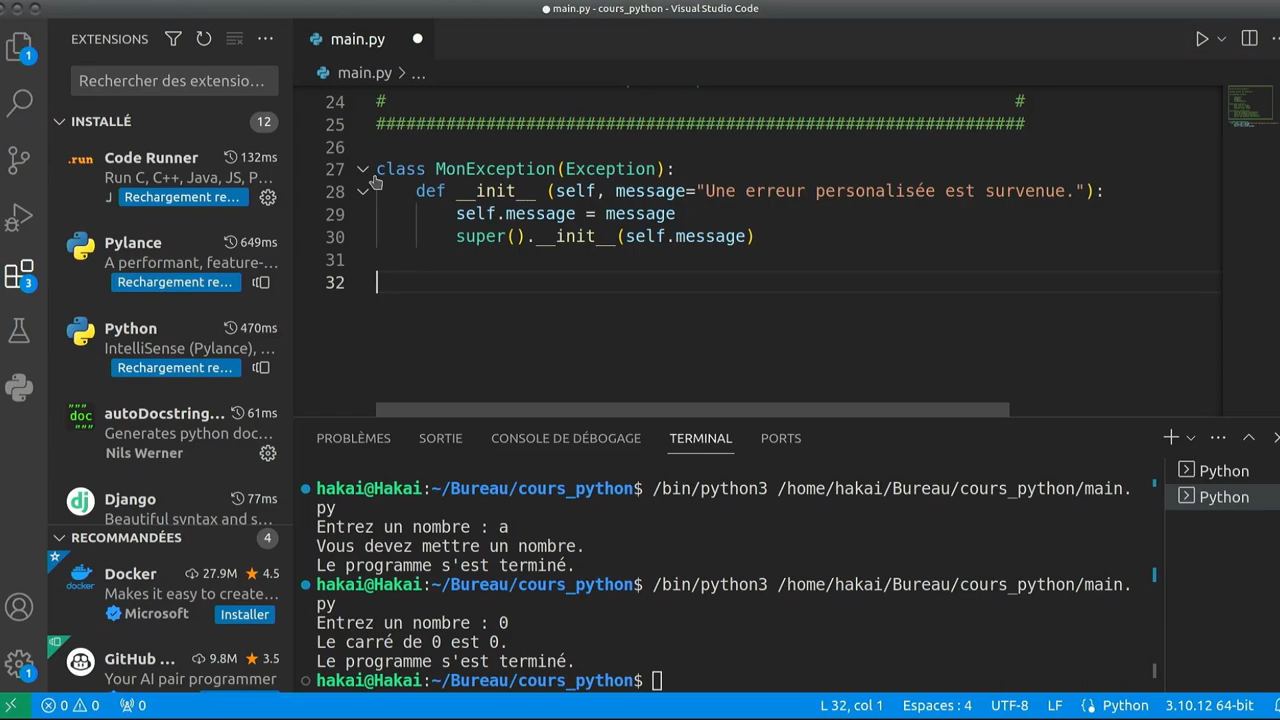 main.py - cours_python - Visual Studio Code
EXTENSIONS
main.py
main.py > ...
Rechercher des extensio...
INSTALLÉ 12
Code Runner 132ms
Run C, C++, Java, JS, P...
Rechargement re...
Pylance 649ms
A performant, feature-...
Rechargement re...
Python 470ms
IntelliSense (Pylance), ...
Rechargement re...
autoDocstring... 61ms
Generates python doc...
Nils Werner
Django 77ms
Beautiful syntax and s...
RECOMMANDÉES 4
Docker 27.9M 4.5
Makes it easy to create...
Microsoft Installer
GitHub ... 9.8M 3.5
Your AI pair programmer
24 # #
25 #################################################################
26
27 class MonException(Exception):
28 def __init__ (self, message="Une erreur personalisée est survenue."):
29 self.message = message
30 super().__init__(self.message)
31
32
PROBLÈMES SORTIE CONSOLE DE DÉBOGAGE TERMINAL PORTS
hakai@Hakai:~/Bureau/cours_python$ /bin/python3 /home/hakai/Bureau/cours_python/main.
py
Entrez un nombre : a
Vous devez mettre un nombre.
Le programme s'est terminé.
hakai@Hakai:~/Bureau/cours_python$ /bin/python3 /home/hakai/Bureau/cours_python/main.
py
Entrez un nombre : 0
Le carré de 0 est 0.
Le programme s'est terminé.
hakai@Hakai:~/Bureau/cours_python$
Python
Python
0 0 0 L 32, col 1 Espaces : 4 UTF-8 LF Python 3.10.12 64-bit